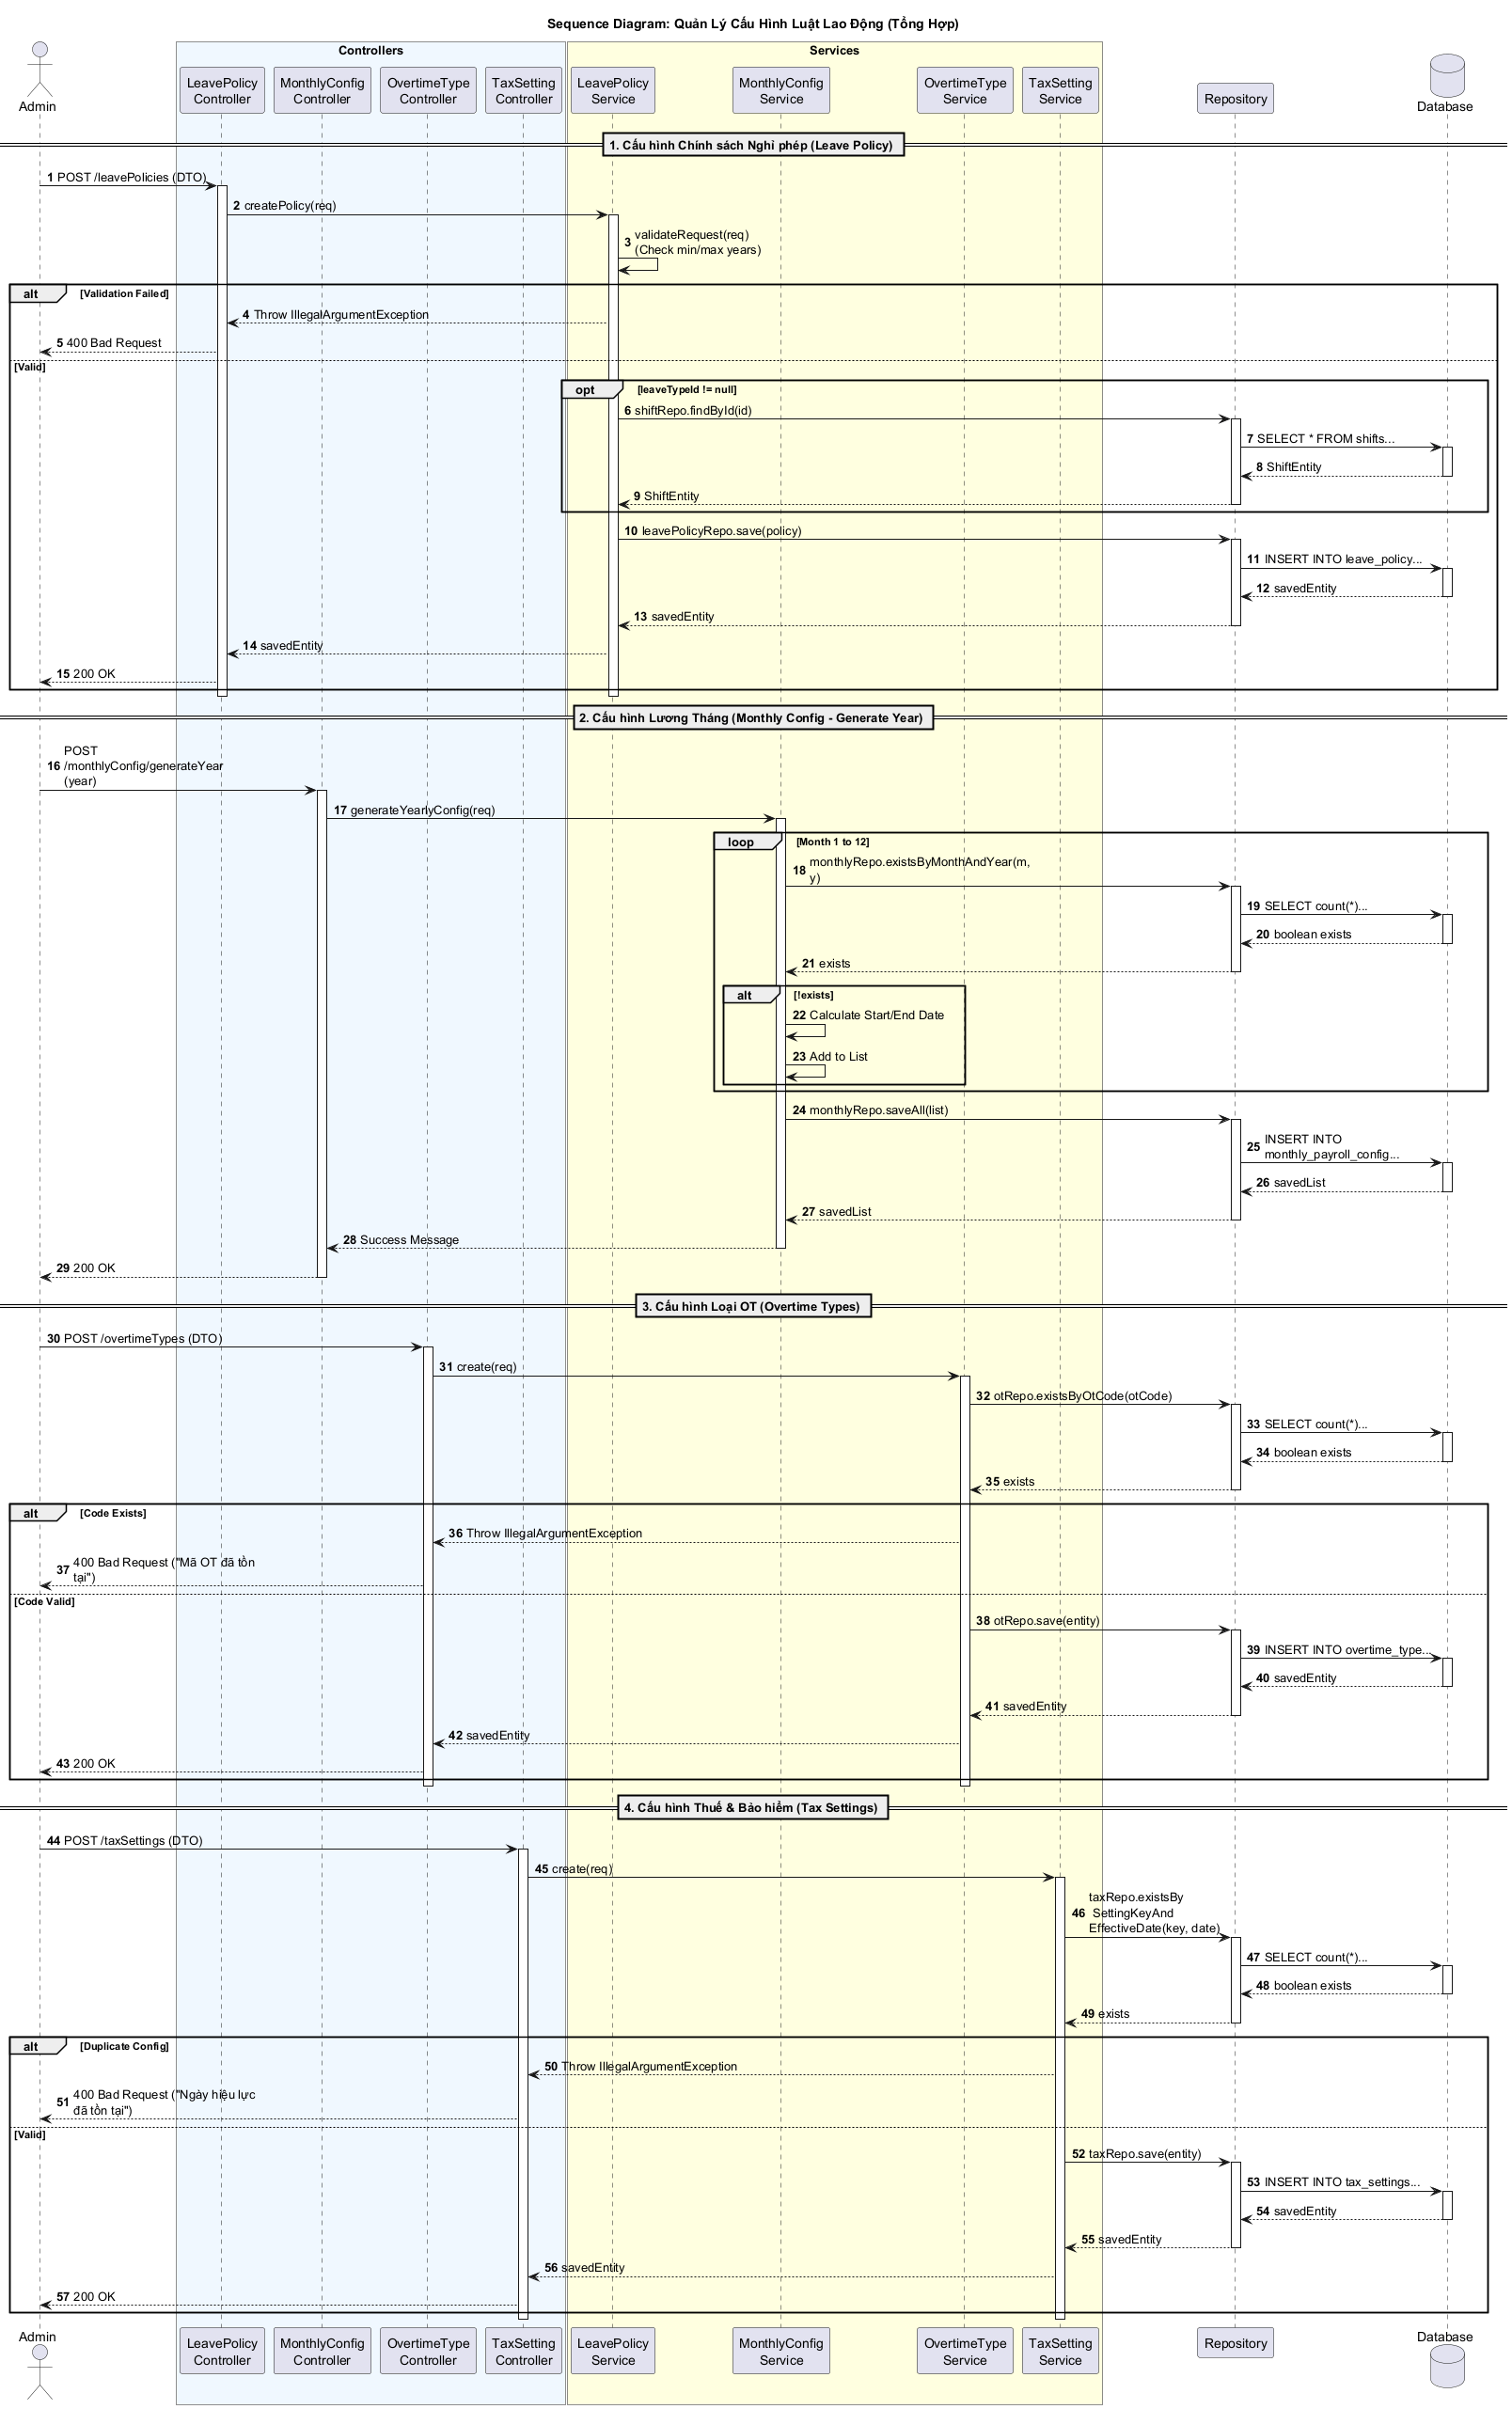 Sequence Diagram: Quản Lý Cấu Hình Luật Lao Động (Tổng Hợp)
Controllers
Services
Admin
LeavePolicy
Controller
MonthlyConfig
Controller
OvertimeType
Controller
TaxSetting
Controller
LeavePolicy
Service
MonthlyConfig
Service
OvertimeType
Service
TaxSetting
Service
Repository
Database
1. Cấu hình Chính sách Nghỉ phép (Leave Policy)
1 POST /leavePolicies (DTO)
2 createPolicy(req)
3 validateRequest(req)
(Check min/max years)
alt [Validation Failed]
4 Throw IllegalArgumentException
5 400 Bad Request
[Valid]
opt [leaveTypeId != null]
6 shiftRepo.findById(id)
7 SELECT * FROM shifts...
8 ShiftEntity
9 ShiftEntity
10 leavePolicyRepo.save(policy)
11 INSERT INTO leave_policy...
12 savedEntity
13 savedEntity
14 savedEntity
15 200 OK
2. Cấu hình Lương Tháng (Monthly Config - Generate Year)
POST
16 /monthlyConfig/generateYear
(year)
17 generateYearlyConfig(req)
loop [Month 1 to 12]
18 monthlyRepo.existsByMonthAndYear(m,
y)
19 SELECT count(*)...
20 boolean exists
21 exists
alt [!exists]
22 Calculate Start/End Date
23 Add to List
24 monthlyRepo.saveAll(list)
25 INSERT INTO
monthly_payroll_config...
26 savedList
27 savedList
28 Success Message
29 200 OK
3. Cấu hình Loại OT (Overtime Types)
30 POST /overtimeTypes (DTO)
31 create(req)
32 otRepo.existsByOtCode(otCode)
33 SELECT count(*)...
34 boolean exists
35 exists
alt [Code Exists]
36 Throw IllegalArgumentException
37 400 Bad Request ("Mã OT đã tồn
tại")
[Code Valid]
38 otRepo.save(entity)
39 INSERT INTO overtime_type...
40 savedEntity
41 savedEntity
42 savedEntity
43 200 OK
4. Cấu hình Thuế & Bảo hiểm (Tax Settings)
44 POST /taxSettings (DTO)
45 create(req)
taxRepo.existsBy
46 SettingKeyAnd
EffectiveDate(key, date)
47 SELECT count(*)...
48 boolean exists
49 exists
alt [Duplicate Config]
50 Throw IllegalArgumentException
51 400 Bad Request ("Ngày hiệu lực
đã tồn tại")
[Valid]
52 taxRepo.save(entity)
53 INSERT INTO tax_settings...
54 savedEntity
55 savedEntity
56 savedEntity
57 200 OK
Admin
LeavePolicy
Controller
MonthlyConfig
Controller
OvertimeType
Controller
TaxSetting
Controller
LeavePolicy
Service
MonthlyConfig
Service
OvertimeType
Service
TaxSetting
Service
Repository
Database